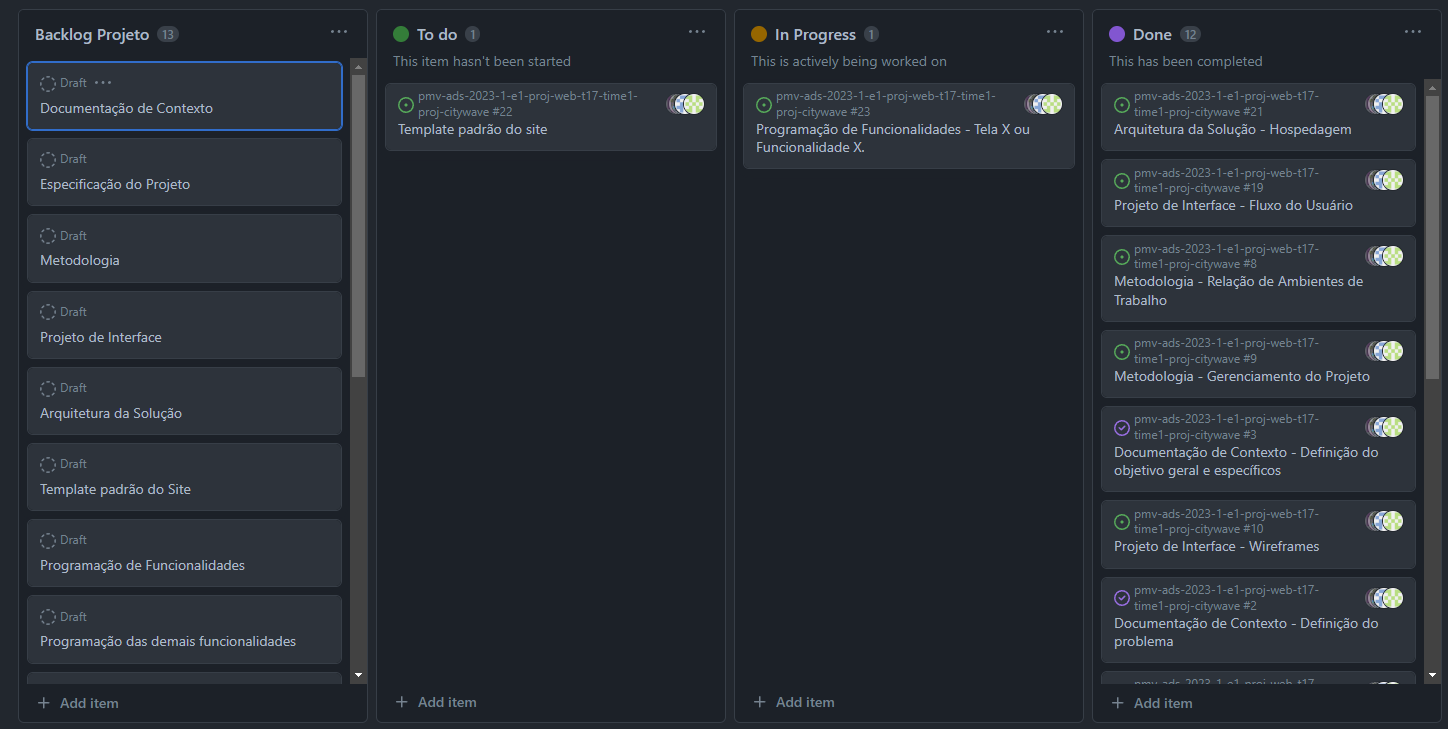 Backlog Projeto 13
Draft
Documentação de Contexto
Draft
Especificação do Projeto
Draft
Metodologia
Draft
Projeto de Interface
Draft
Arquitetura da Solução
Draft
Template padrão do Site
Draft
Programação de Funcionalidades
Draft
Programação das demais funcionalidades
+ Add item
To do 1
This item hasn't been started
pmv-ads-2023-1-e1-proj-web-t17-time1-
proj-citywave #22
Template padrão do site
+ Add item
In Progress 1
This is actively being worked on
pmv-ads-2023-1-e1-proj-web-t17-time1-
proj-citywave #23
Programação de Funcionalidades - Tela X ou
Funcionalidade X.
+ Add item
Done 12
This has been completed
pmv-ads-2023-1-e1-proj-web-t17-
time1-proj-citywave #21
Arquitetura da Solução - Hospedagem
pmv-ads-2023-1-e1-proj-web-t17-
time1-proj-citywave #19
Projeto de Interface - Fluxo do Usuário
pmv-ads-2023-1-e1-proj-web-t17-
time1-proj-citywave #8
Metodologia - Relação de Ambientes de
Trabalho
pmv-ads-2023-1-e1-proj-web-t17-
time1-proj-citywave #9
Metodologia - Gerenciamento do Projeto
pmv-ads-2023-1-e1-proj-web-t17-
time1-proj-citywave #3
Documentação de Contexto - Definição do
objetivo geral e específicos
pmv-ads-2023-1-e1-proj-web-t17-
time1-proj-citywave #10
Projeto de Interface - Wireframes
pmv-ads-2023-1-e1-proj-web-t17-
time1-proj-citywave #2
Documentação de Contexto - Definição do
problema
+ Add item